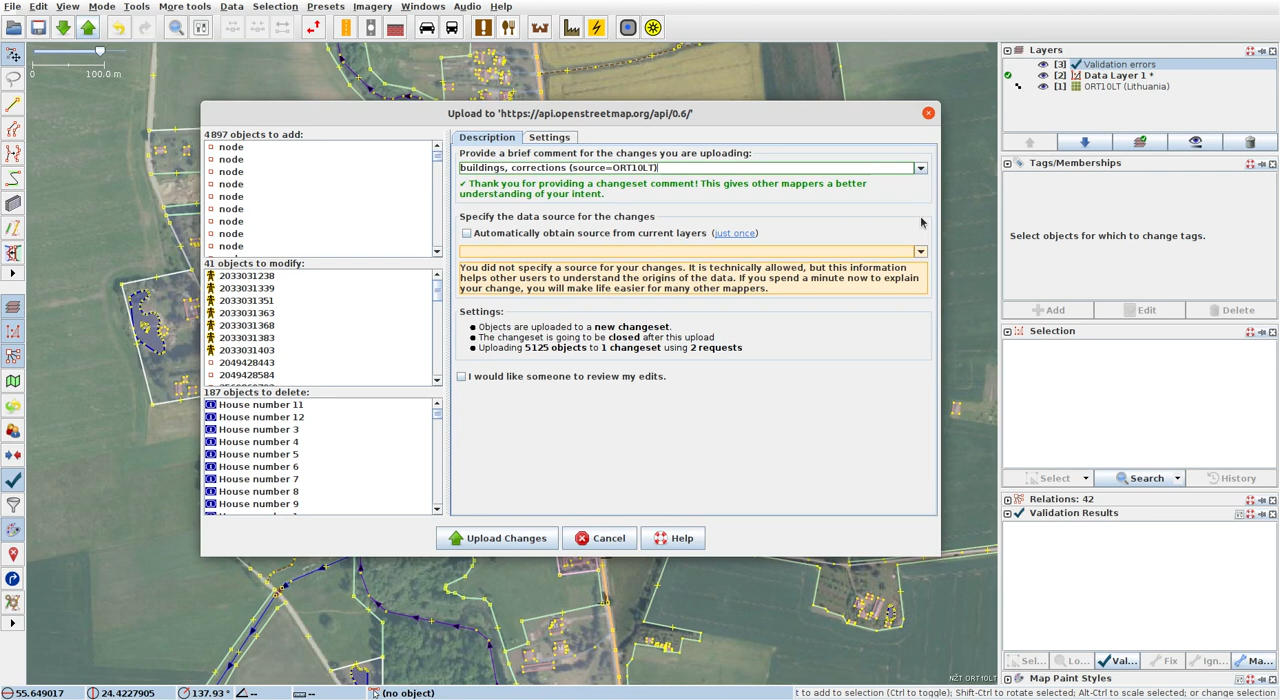 File Edit View Mode Tools More tools Data Selection Presets Imagery Windows Audio Help
0 100.0 m
Upload to 'https://api.openstreetmap.org/api/0.6/'
4897 objects to add:
node
node
node
node
node
node
node
node
node
41 objects to modify:
2033031238
2033031339
2033031351
2033031363
2033031368
2033031383
2033031403
2049428443
2049428584
187 objects to delete:
House number 11
House number 12
House number 3
House number 4
House number 5
House number 6
House number 7
House number 8
House number 9
Description Settings
Provide a brief comment for the changes you are uploading:
buildings, corrections (source=ORT10LT)
✔ Thank you for providing a changeset comment! This gives other mappers a better
understanding of your intent.
Specify the data source for the changes
Automatically obtain source from current layers (just once)
You did not specify a source for your changes. It is technically allowed, but this information
helps other users to understand the origins of the data. If you spend a minute now to explain
your change, you will make life easier for many other mappers.
Settings:
● Objects are uploaded to a new changeset.
● The changeset is going to be closed after this upload
● Uploading 5125 objects to 1 changeset using 2 requests
I would like someone to review my edits.
Upload Changes Cancel Help
Layers
[3] Validation errors
[2] Data Layer 1 *
[1] ORT10LT (Lithuania)
Tags/Memberships
Select objects for which to change tags.
Add Edit Delete
Selection
Select Search History
Relations: 42
Validation Results
Sel... Lo... Val... Fix Ign... Ma...
Map Paint Styles
NŽT ORT10LT
55.649017 24.4227905 137.93 ° -- -- (no object) t to add to selection (Ctrl to toggle); Shift-Ctrl to rotate selected; Alt-Ctrl to scale selected; or change selection